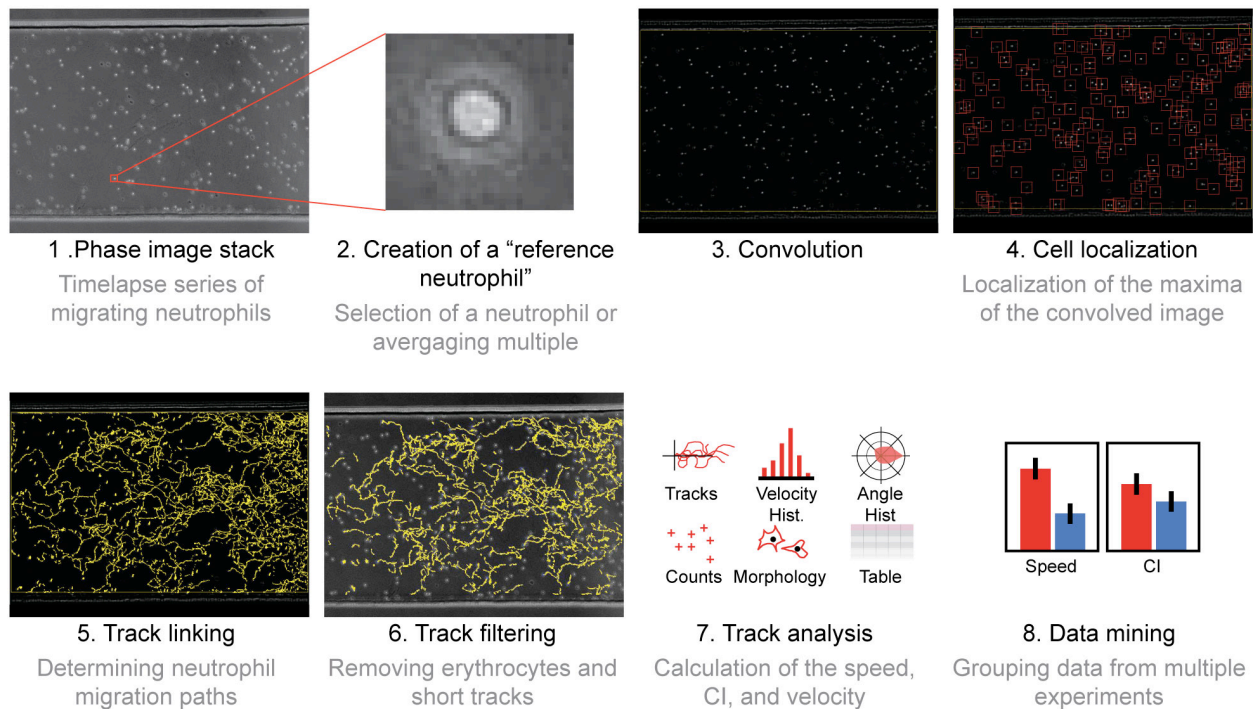 1 .Phase image stack
Timelapse series of
migrating neutrophils
2. Creation of a “reference
neutrophil”
Selection of a neutrophil or
avergaging multiple
3. Convolution
4. Cell localization
Localization of the maxima
of the convolved image
5. Track linking
Determining neutrophil
migration paths
6. Track filtering
Removing erythrocytes and
short tracks
Tracks
Velocity
Hist.
Angle
Hist
Counts
Morphology
Table
7. Track analysis
Calculation of the speed,
CI, and velocity
Speed
CI
8. Data mining
Grouping data from multiple
experiments